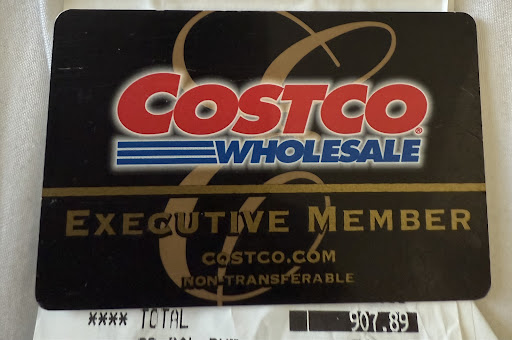 COSTCO®
WHOLESALE
EXECUTIVE MEMBER
COSTCO.COM
NON-TRANSFERABLE
**** TOTAL 907.89